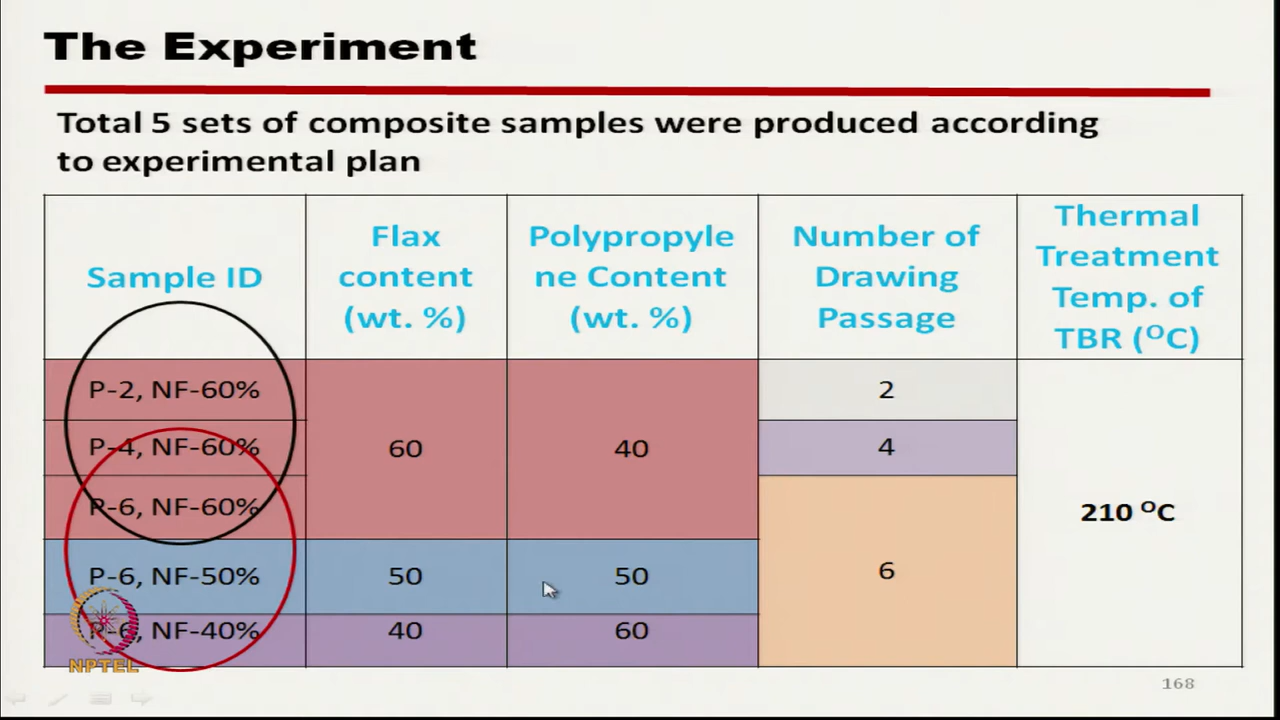 The Experiment
Total 5 sets of composite samples were produced according
to experimental plan
Sample ID
Flax
content
(wt. %)
Polypropyle
ne Content
(wt. %)
Number of
Drawing
Passage
Thermal
Treatment
Temp. of
TBR (ᴼC)
P-2, NF-60%
60
40
2
210 ᴼC
P-4, NF-60%
4
P-6, NF-60%
6
P-6, NF-50%
50
50
P-6, NF-40%
40
60
NPTEL
168